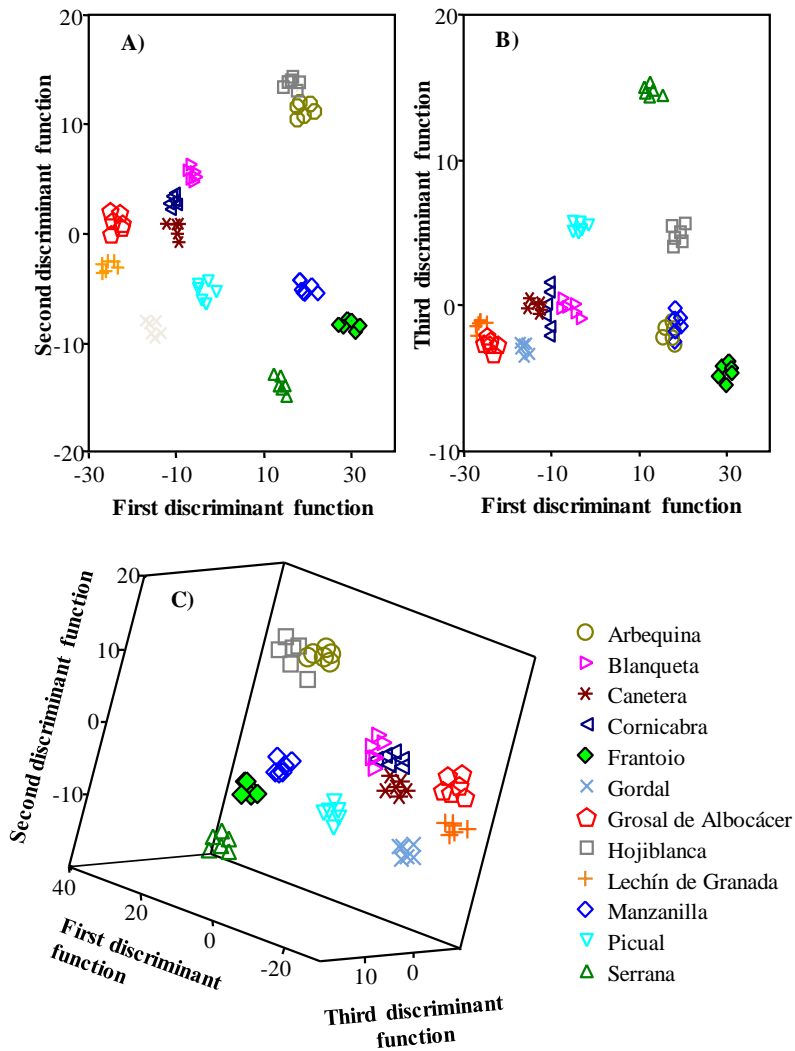 A)
20
10
0
-10
-20
-30
-10
10
30
Second discriminant function
First discriminant function
B)
20
10
0
-10
-30
-10
10
30
Third discriminant function
First discriminant function
C)
20
10
0
-10
40
20
0
-20
10
0
Second discriminant function
First discriminant
function
Third discriminant
function
Arbequina
Blanqueta
Canetera
Cornicabra
Frantoio
Gordal
Grosal de Albocácer
Hojiblanca
Lechín de Granada
Manzanilla
Picual
Serrana